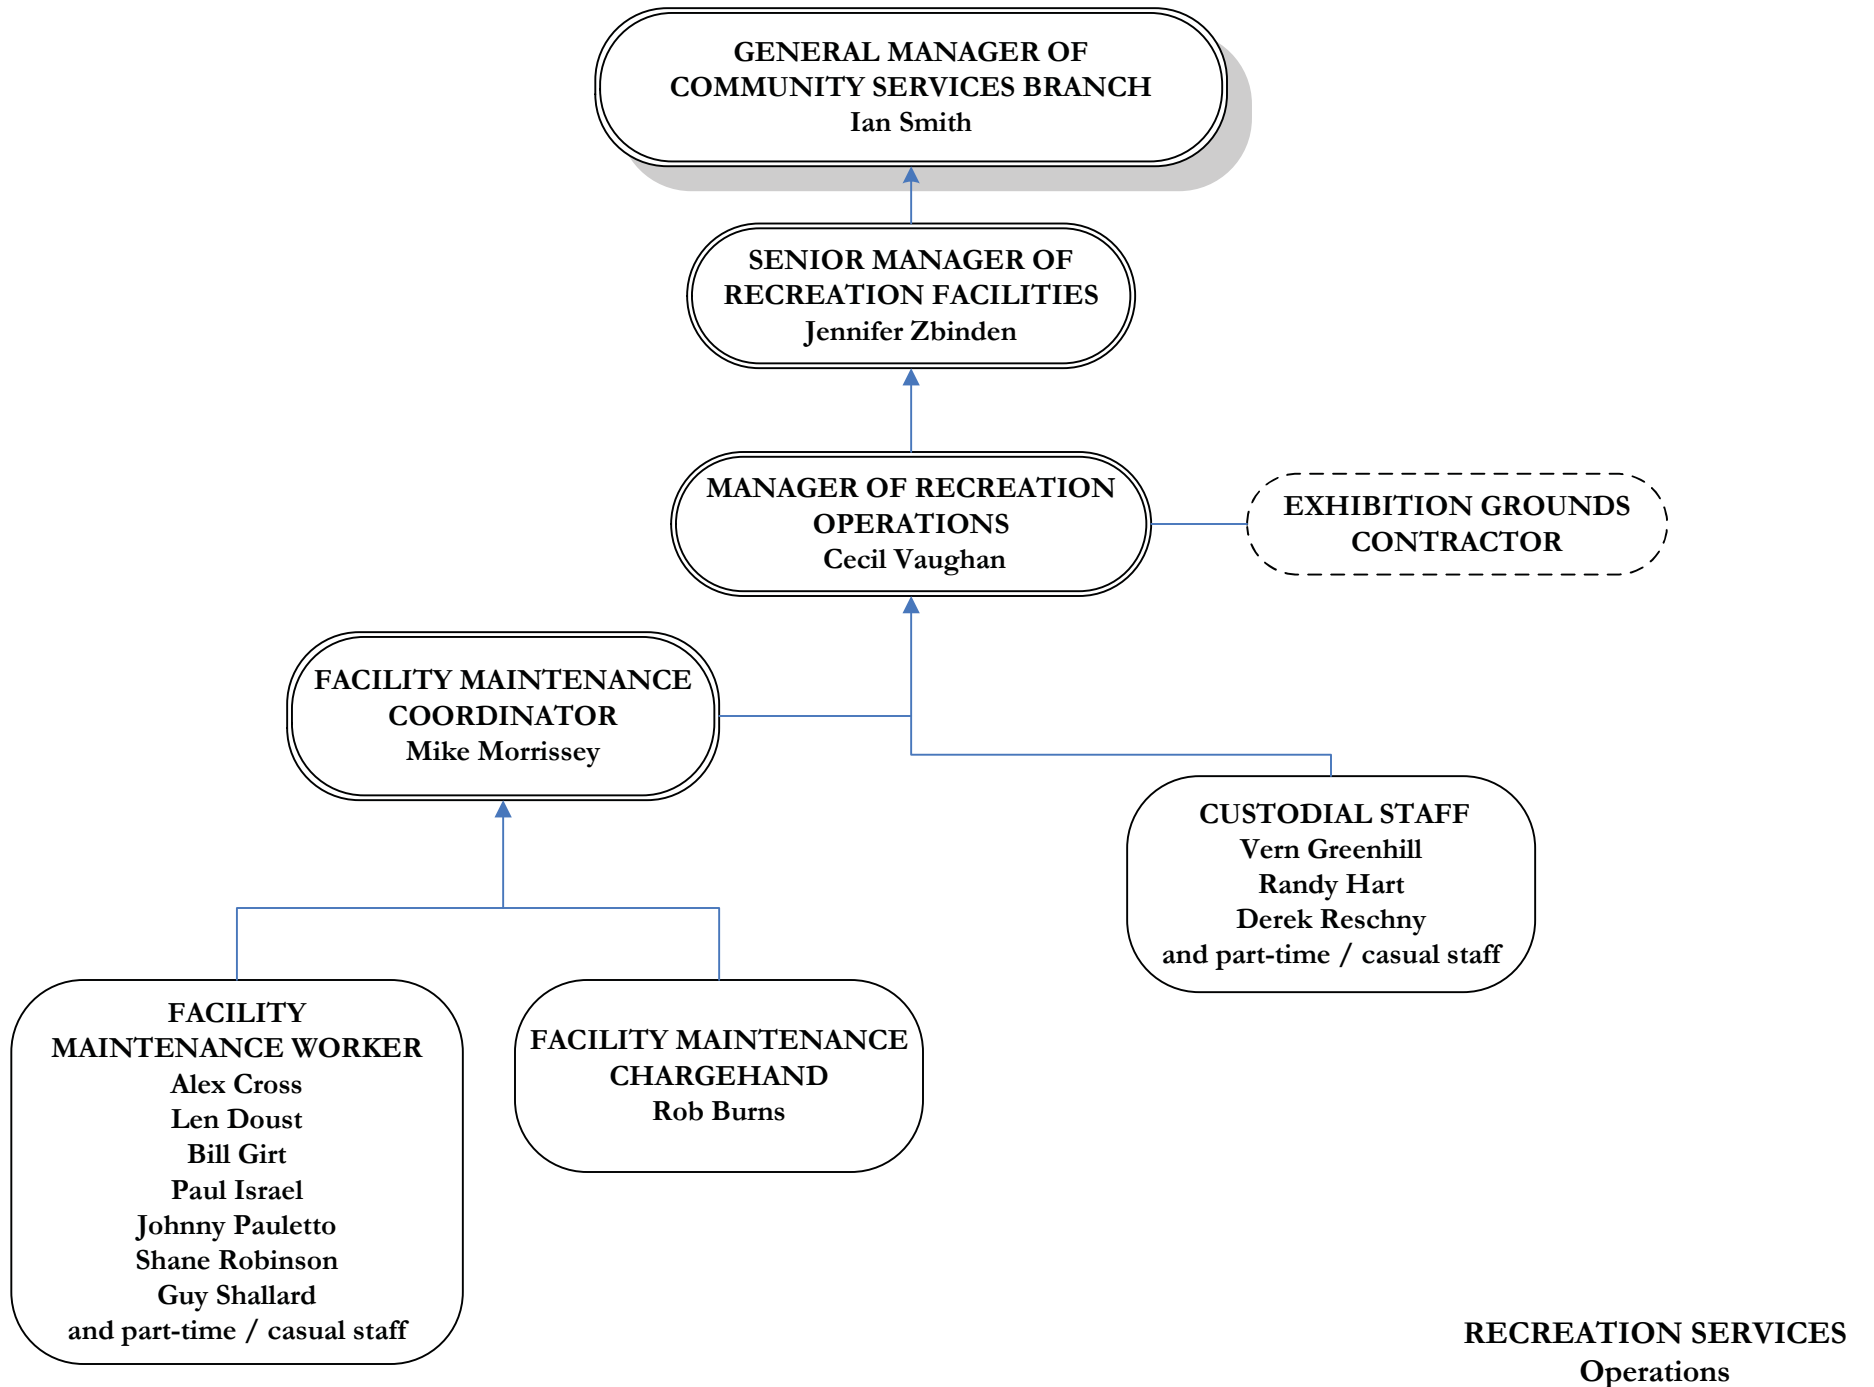 GENERAL MANAGER OF
COMMUNITY SERVICES BRANCH
Ian Smith
SENIOR MANAGER OF
RECREATION FACILITIES
Jennifer Zbinden
MANAGER OF RECREATION
OPERATIONS
Cecil Vaughan
EXHIBITION GROUNDS
CONTRACTOR
FACILITY MAINTENANCE
COORDINATOR
Mike Morrissey
CUSTODIAL STAFF
Vern Greenhill
Randy Hart
Derek Reschny
and part-time / casual staff
FACILITY
MAINTENANCE WORKER
Alex Cross
Len Doust
Bill Girt
Paul Israel
Johnny Pauletto
Shane Robinson
Guy Shallard
and part-time / casual staff
FACILITY MAINTENANCE
CHARGEHAND
Rob Burns
RECREATION SERVICES
Operations